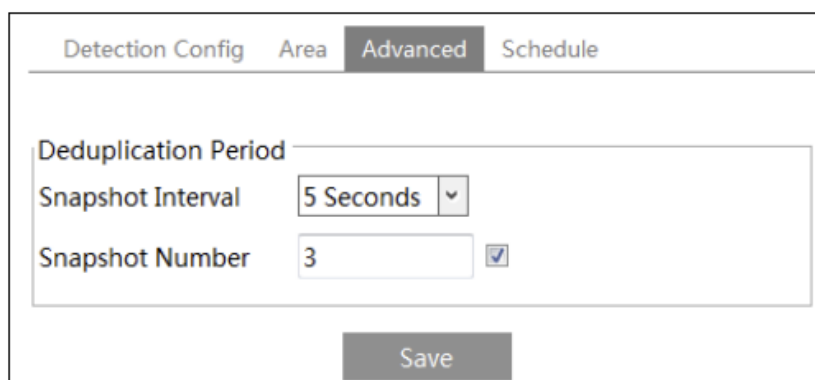 Detection Config Area Advanced Schedule
Deduplication Period
Snapshot Interval 5 Seconds
Snapshot Number 3
Save